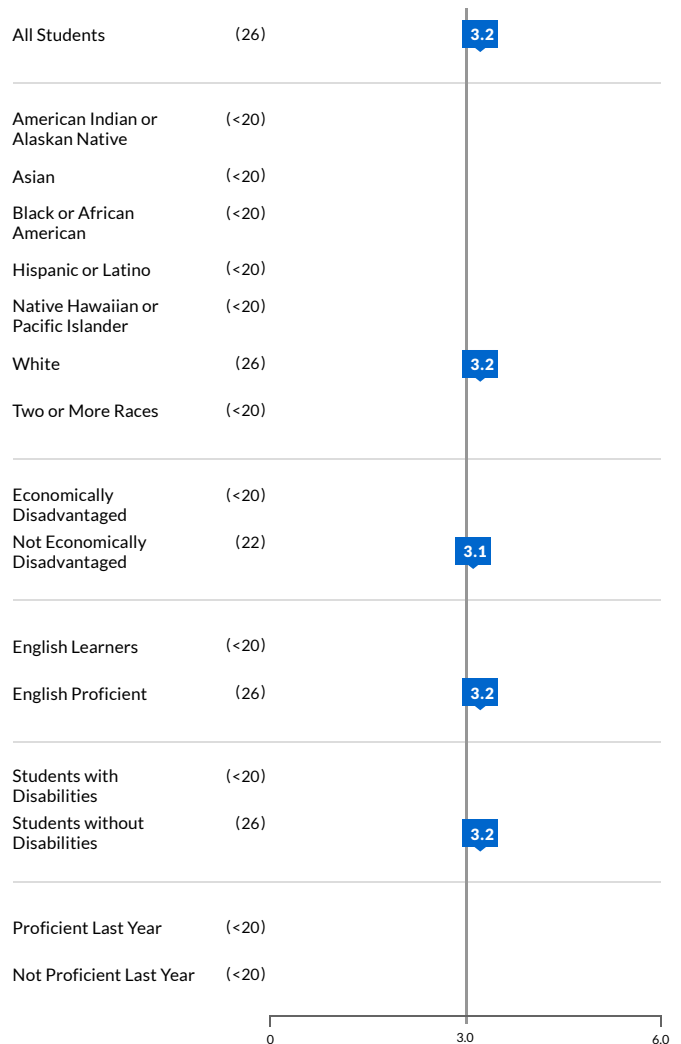 All Students (26) 3.2
American Indian or (<20)
Alaskan Native
Asian (<20)
Black or African (<20)
American
Hispanic or Latino (<20)
Native Hawaiian or (<20)
Pacific Islander
White (26) 3.2
Two or More Races (<20)
Economically (<20)
Disadvantaged
Not Economically (22) 3.1
Disadvantaged
English Learners (<20)
English Proficient (26) 3.2
Students with (<20)
Disabilities
Students without (26) 3.2
Disabilities
Proficient Last Year (<20)
Not Proficient Last Year (<20)
0 3.0 6.0